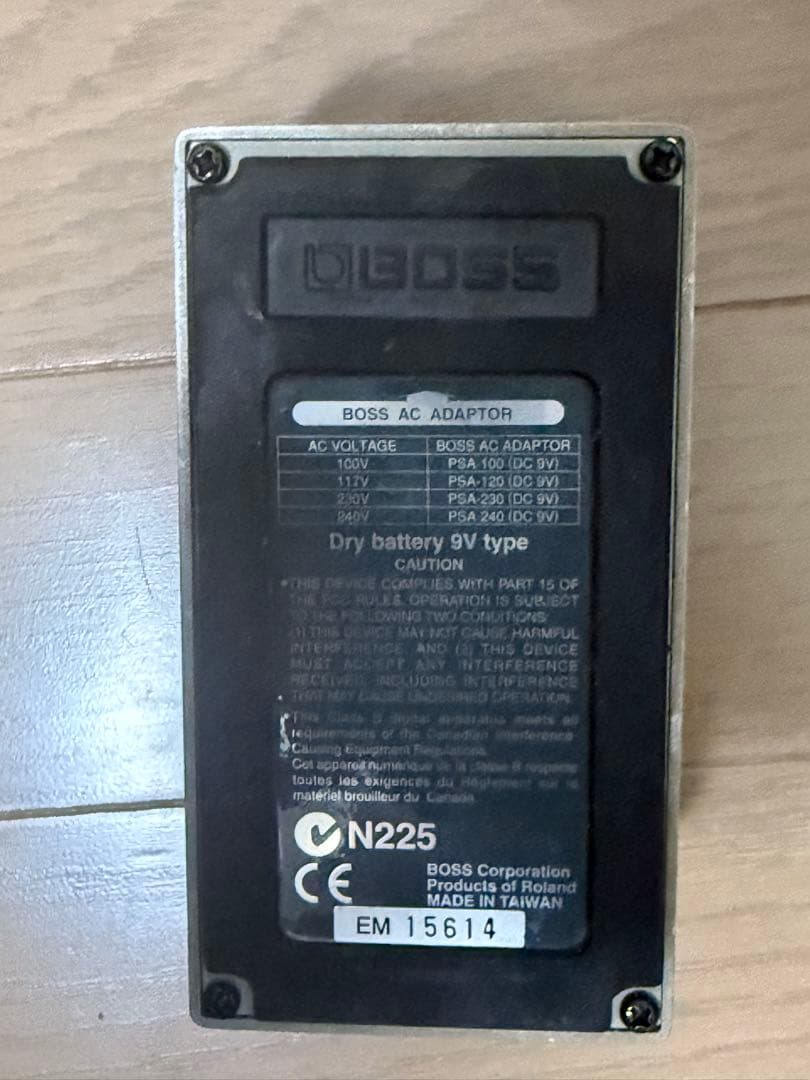 BOSS
BOSS AC ADAPTOR
AC VOLTAGE BOSS AC ADAPTOR
100V PSA-100 (DC 9V)
117V PSA-120 (DC 9V)
230V PSA-230 (DC 9V)
240V PSA-240 (DC 9V)
Dry battery 9V type
CAUTION
•THIS DEVICE COMPLIES WITH PART 15 OF
THE FCC RULES. OPERATION IS SUBJECT
TO THE FOLLOWING TWO CONDITIONS:
(1) THIS DEVICE MAY NOT CAUSE HARMFUL
INTERFERENCE, AND (2) THIS DEVICE
MUST ACCEPT ANY INTERFERENCE
RECEIVED, INCLUDING INTERFERENCE
THAT MAY CAUSE UNDESIRED OPERATION.
This Class B digital apparatus meets all
requirements of the Canadian Interference-
Causing Equipment Regulations.
Cet appareil numérique de la classe B respecte
toutes les exigences du Règlement sur le
matériel brouilleur du Canada.
N225
CE
BOSS Corporation
Products of Roland
MADE IN TAIWAN
EM 15614